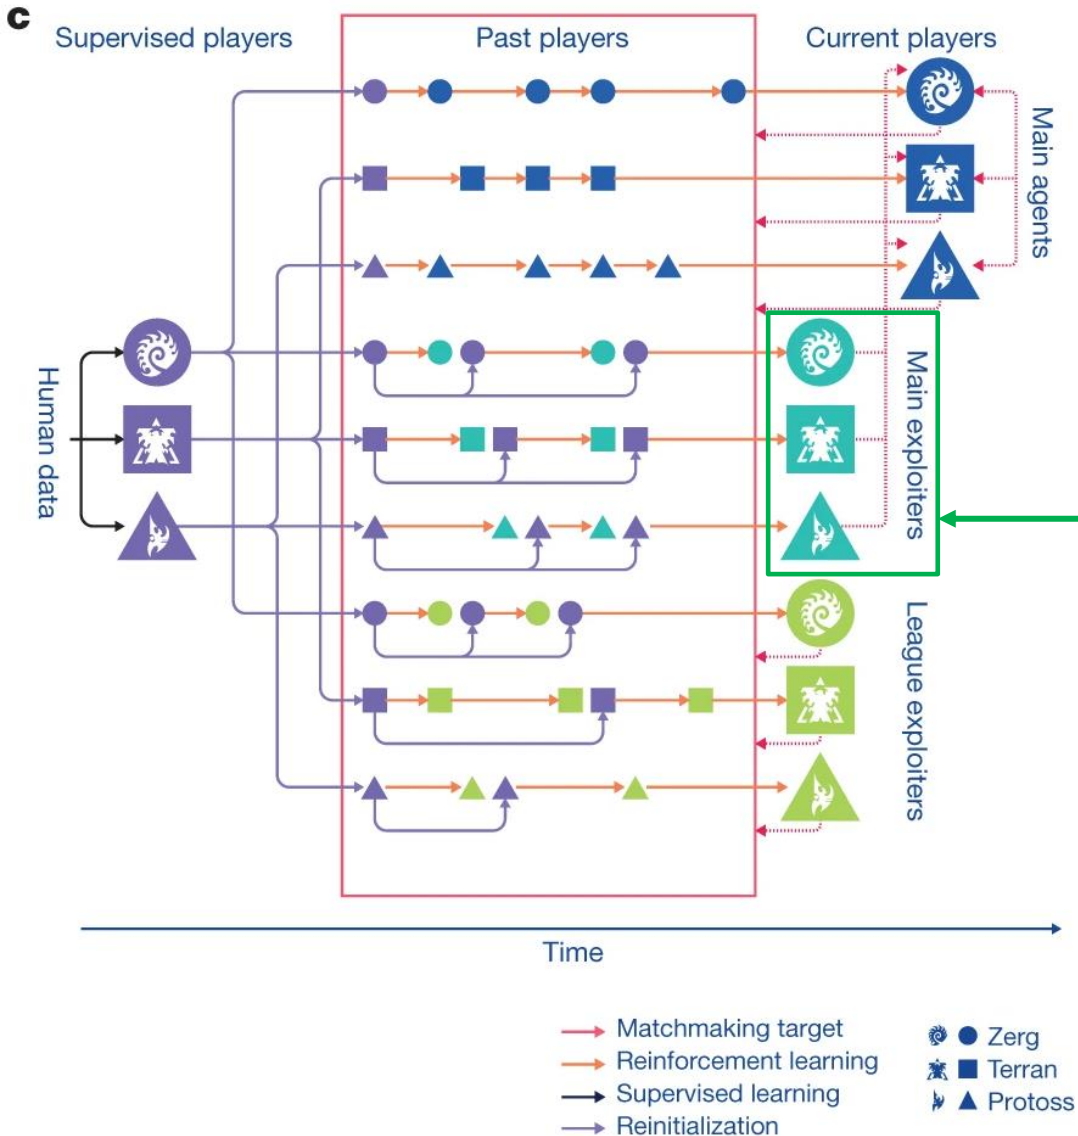 c
Supervised players
Past players
Current players
Main agents
Human data
Main exploiters
League exploiters
Time
Matchmaking target
Reinforcement learning
Supervised learning
Reinitialization
Zerg
Terran
Protoss